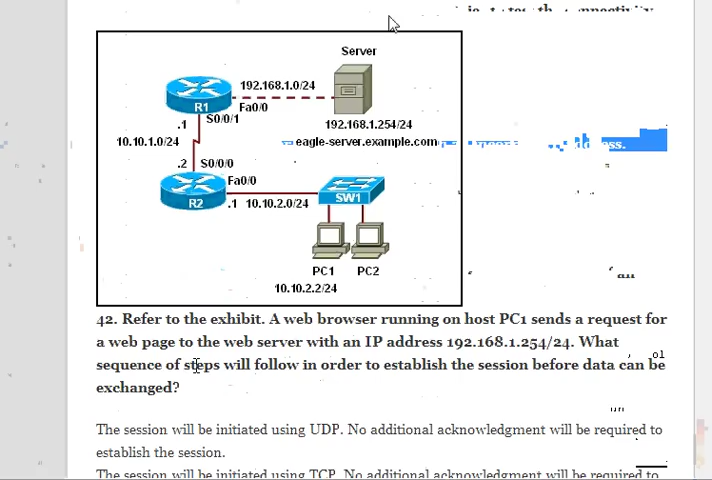 Server
192.168.1.0/24
R1
Fa0/0
S0/0/1
.1
192.168.1.254/24
10.10.1.0/24
eagle-server.example.com
.2
S0/0/0
Fa0/0
R2
.1
10.10.2.0/24
SW1
PC1
PC2
10.10.2.2/24
42. Refer to the exhibit. A web browser running on host PC1 sends a request for
a web page to the web server with an IP address 192.168.1.254/24. What
sequence of steps will follow in order to establish the session before data can be
exchanged?
The session will be initiated using UDP. No additional acknowledgment will be required to
establish the session.
The session will be initiated using TCP. No additional acknowledgment will be required to